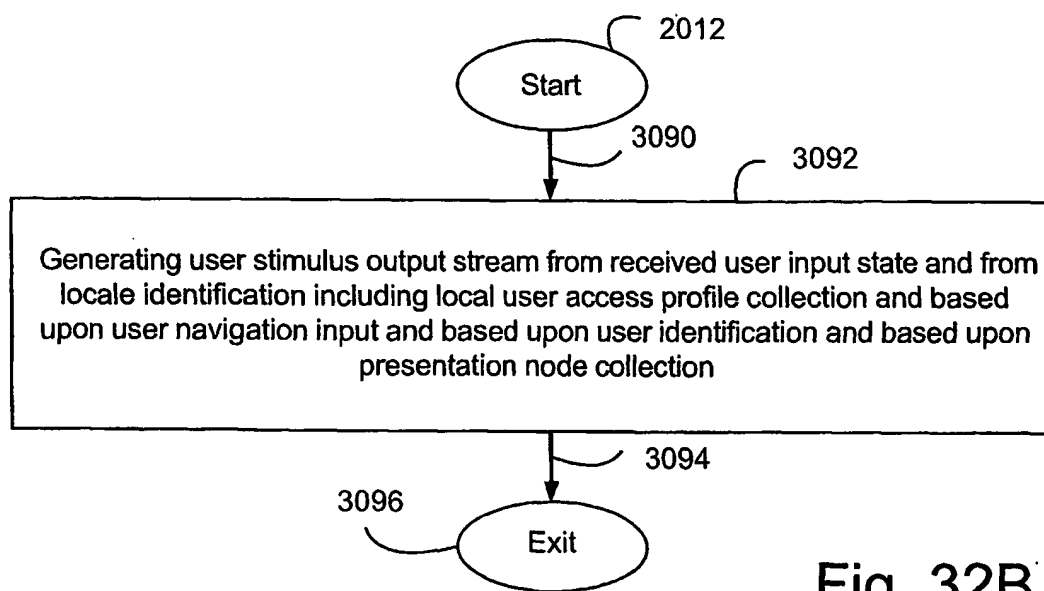 2012
Start
3090
3092
Generating user stimulus output stream from received user input state and from
locale identification including local user access profile collection and based
upon user navigation input and based upon user identification and based upon
presentation node collection
3094
3096
Exit
Fig. 32B